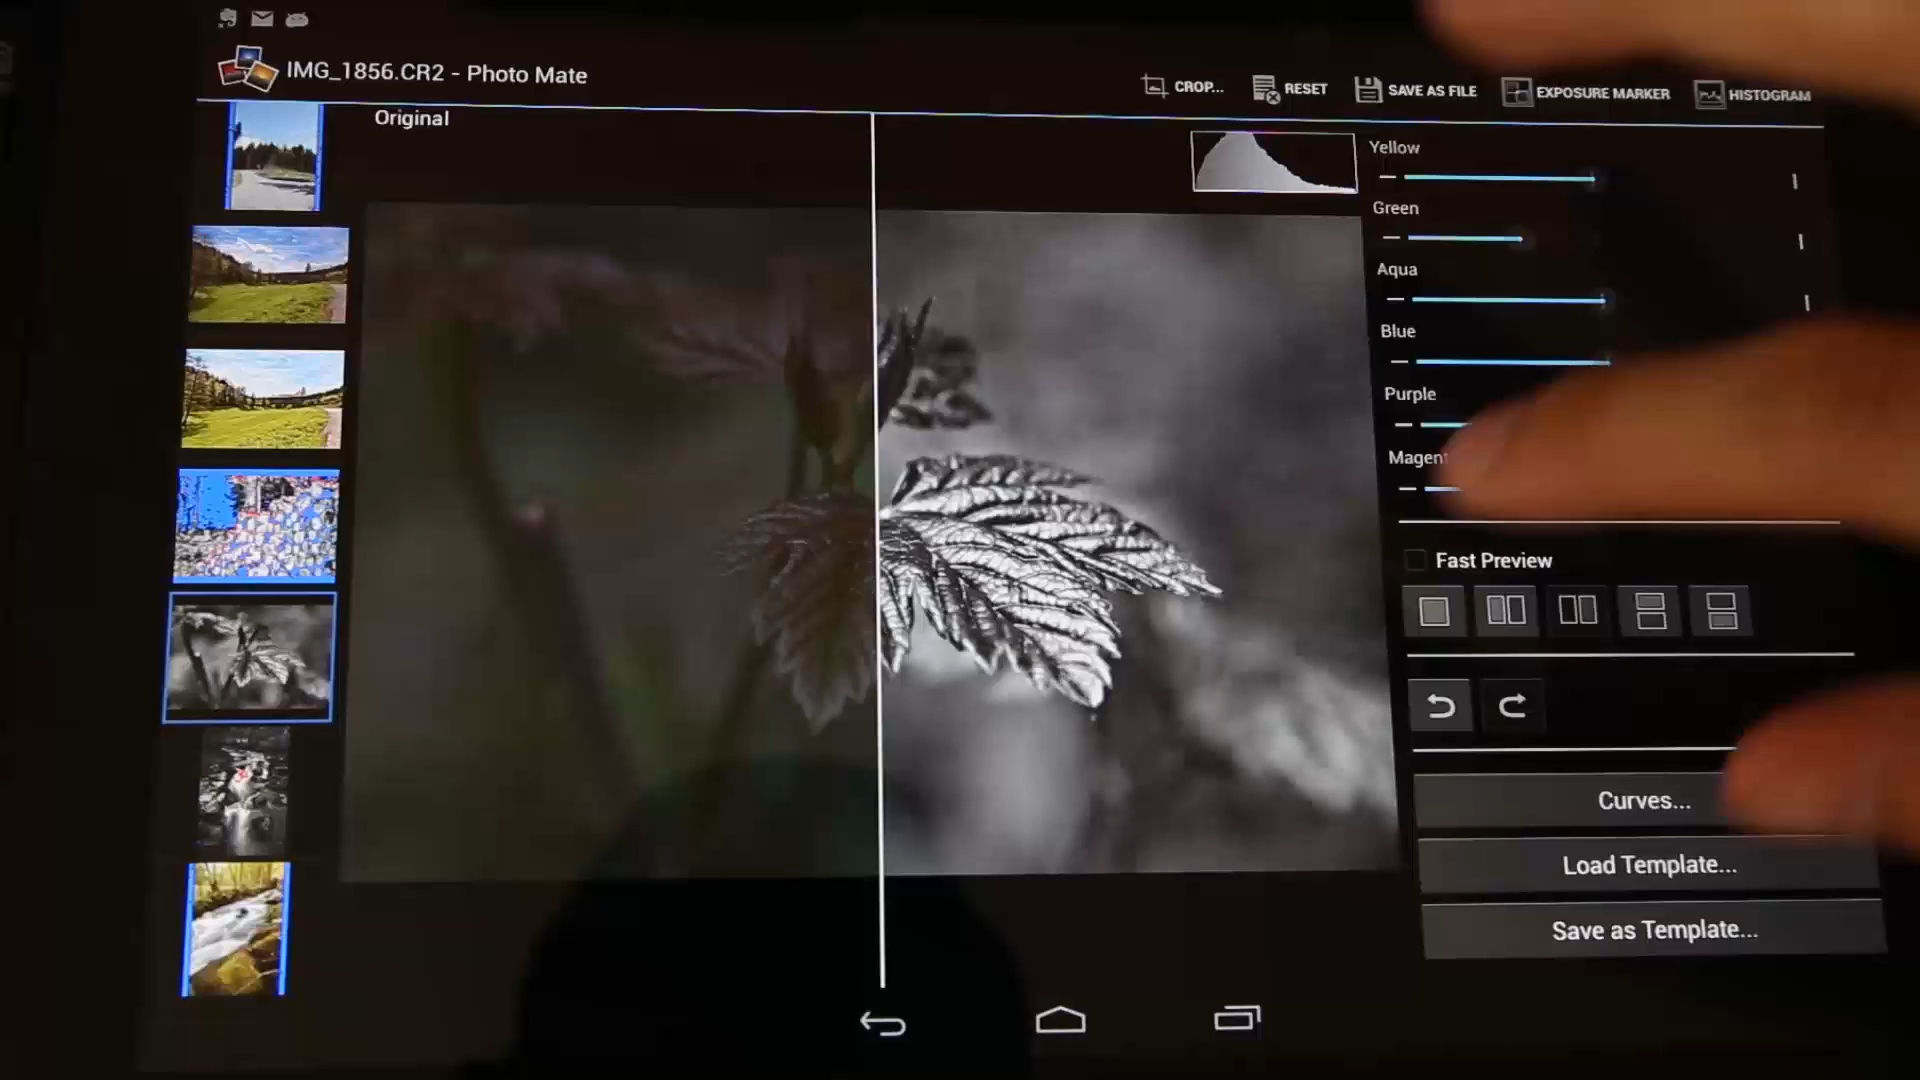 IMG_1856.CR2 - Photo Mate
CROP...
RESET
SAVE AS FILE
EXPOSURE MARKER
HISTOGRAM
Original
Yellow
Green
Aqua
Blue
Purple
Magent
Fast Preview
Curves...
Load Template...
Save as Template...